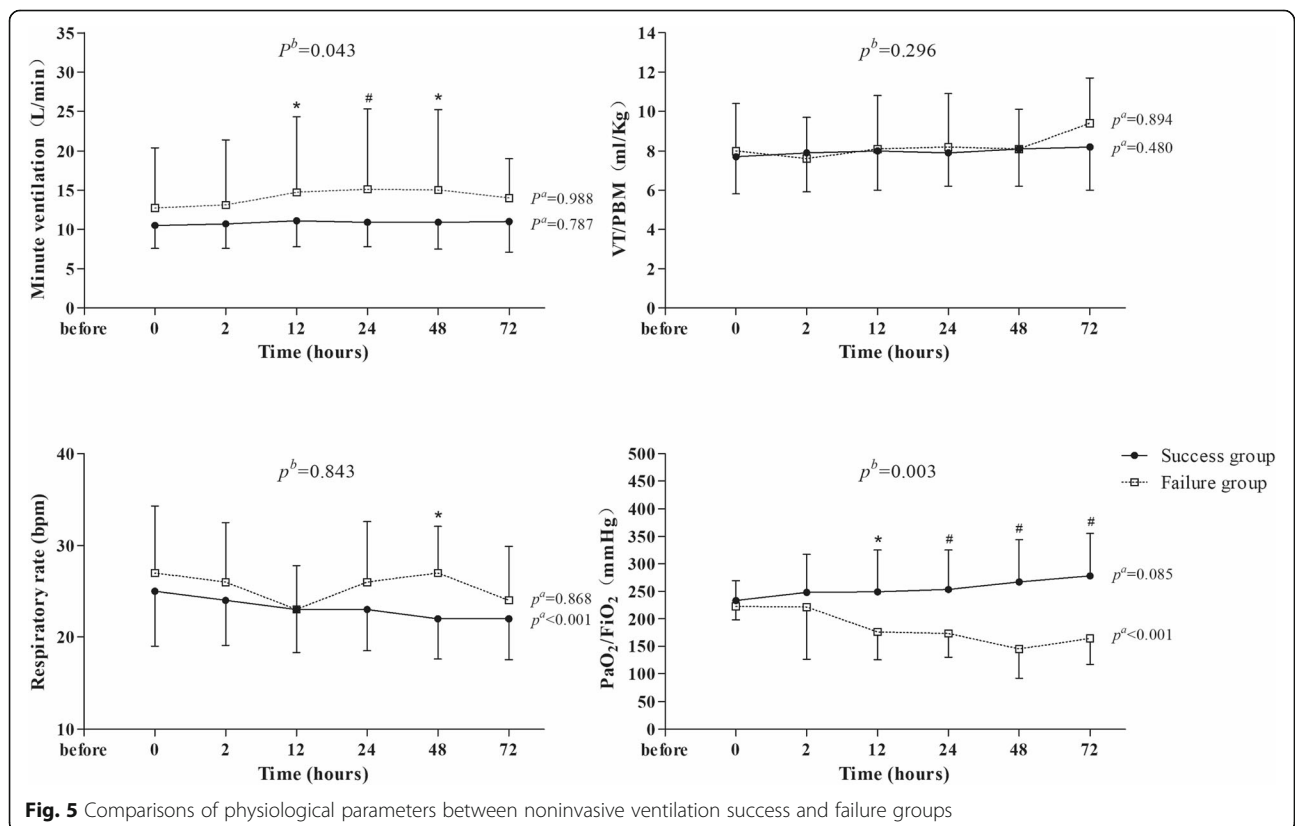 P^b=0.043
Minute ventilation (L/min)
35
30
25
20
15
10
5
0
* # *
P^a=0.988
P^a=0.787
before 0 2 12 24 48 72
Time (hours)
p^b=0.296
VT/PBM (ml/Kg)
14
12
10
8
6
4
2
0
p^a=0.894
p^a=0.480
before 0 2 12 24 48 72
Time (hours)
p^b=0.843
Respiratory rate (bpm)
40
30
20
10
*
p^a=0.868
p^a<0.001
before 0 2 12 24 48 72
Time (hours)
p^b=0.003
PaO₂/FiO₂ (mmHg)
500
450
400
350
300
250
200
150
100
50
0
* # # #
p^a=0.085
p^a<0.001
before 0 2 12 24 48 72
Time (hours)
Success group
Failure group
Fig. 5 Comparisons of physiological parameters between noninvasive ventilation success and failure groups